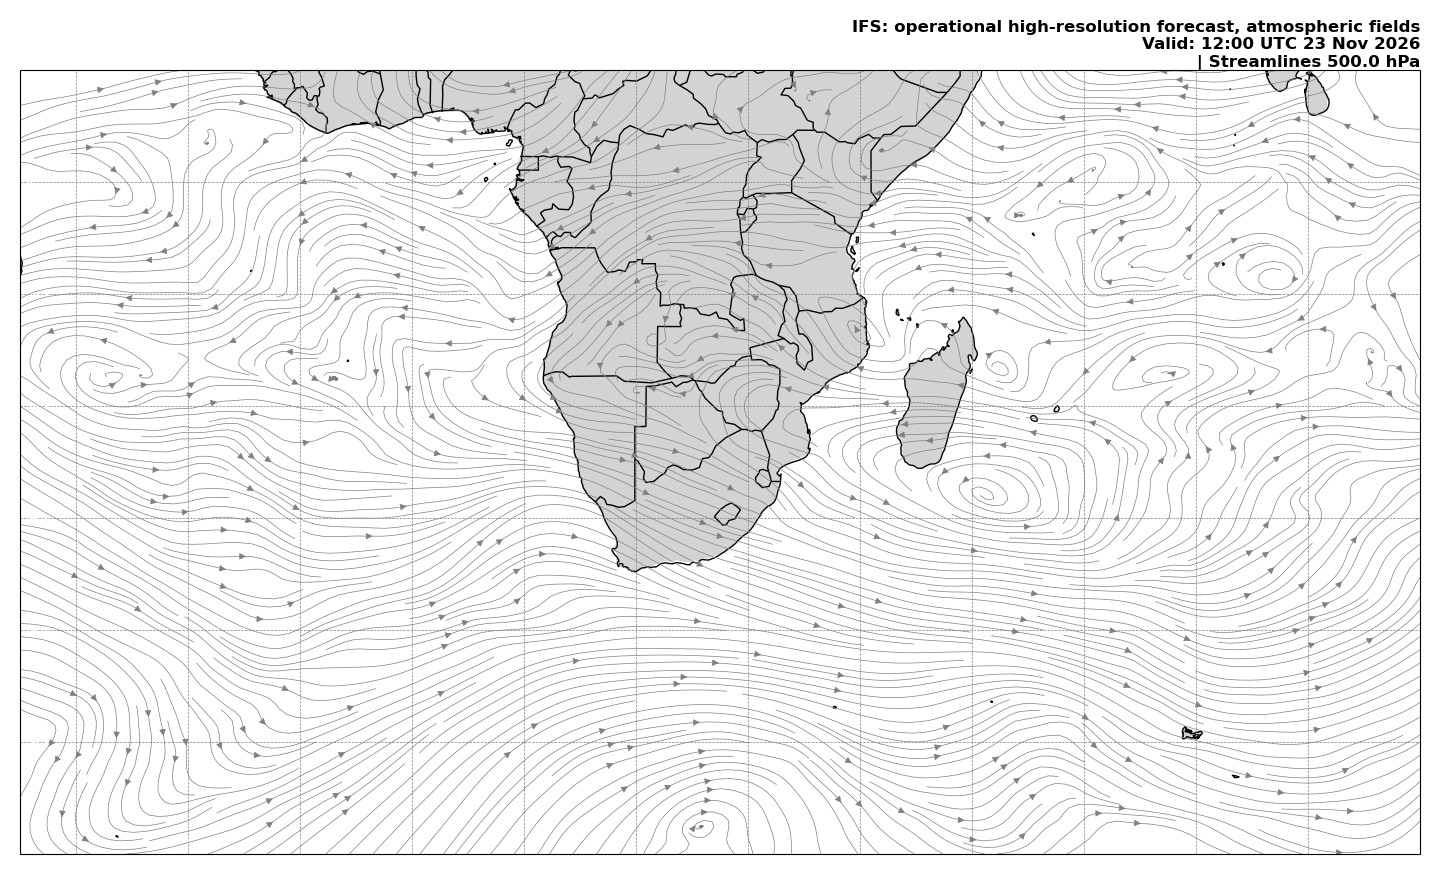 IFS: operational high-resolution forecast, atmospheric fields
Valid: 12:00 UTC 23 Nov 2026
| Streamlines 500.0 hPa